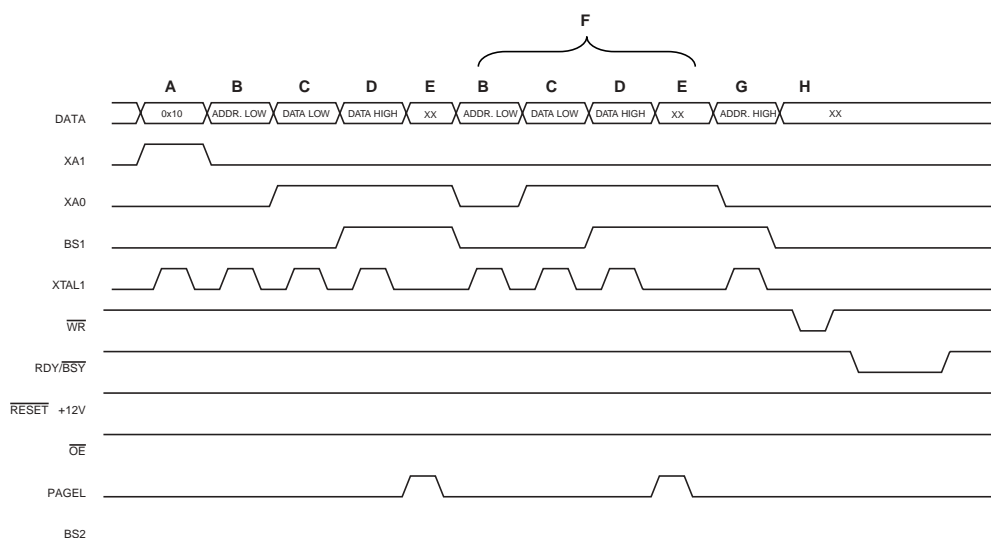 F
A B C D E B C D E G H
DATA 0x10 ADDR. LOW DATA LOW DATA HIGH XX ADDR. LOW DATA LOW DATA HIGH XX ADDR. HIGH XX
XA1
XA0
BS1
XTAL1
WR
RDY/BSY
RESET +12V
OE
PAGEL
BS2